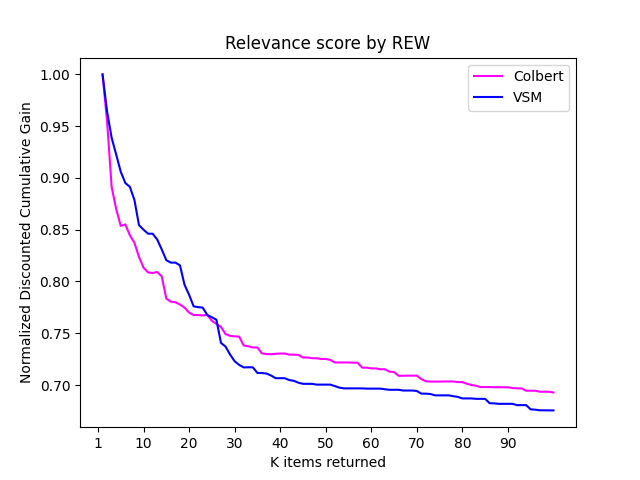 Relevance score by REW
Colbert
VSM
Normalized Discounted Cumulative Gain
1.00
0.95
0.90
0.85
0.80
0.75
0.70
1 10 20 30 40 50 60 70 80 90
K items returned